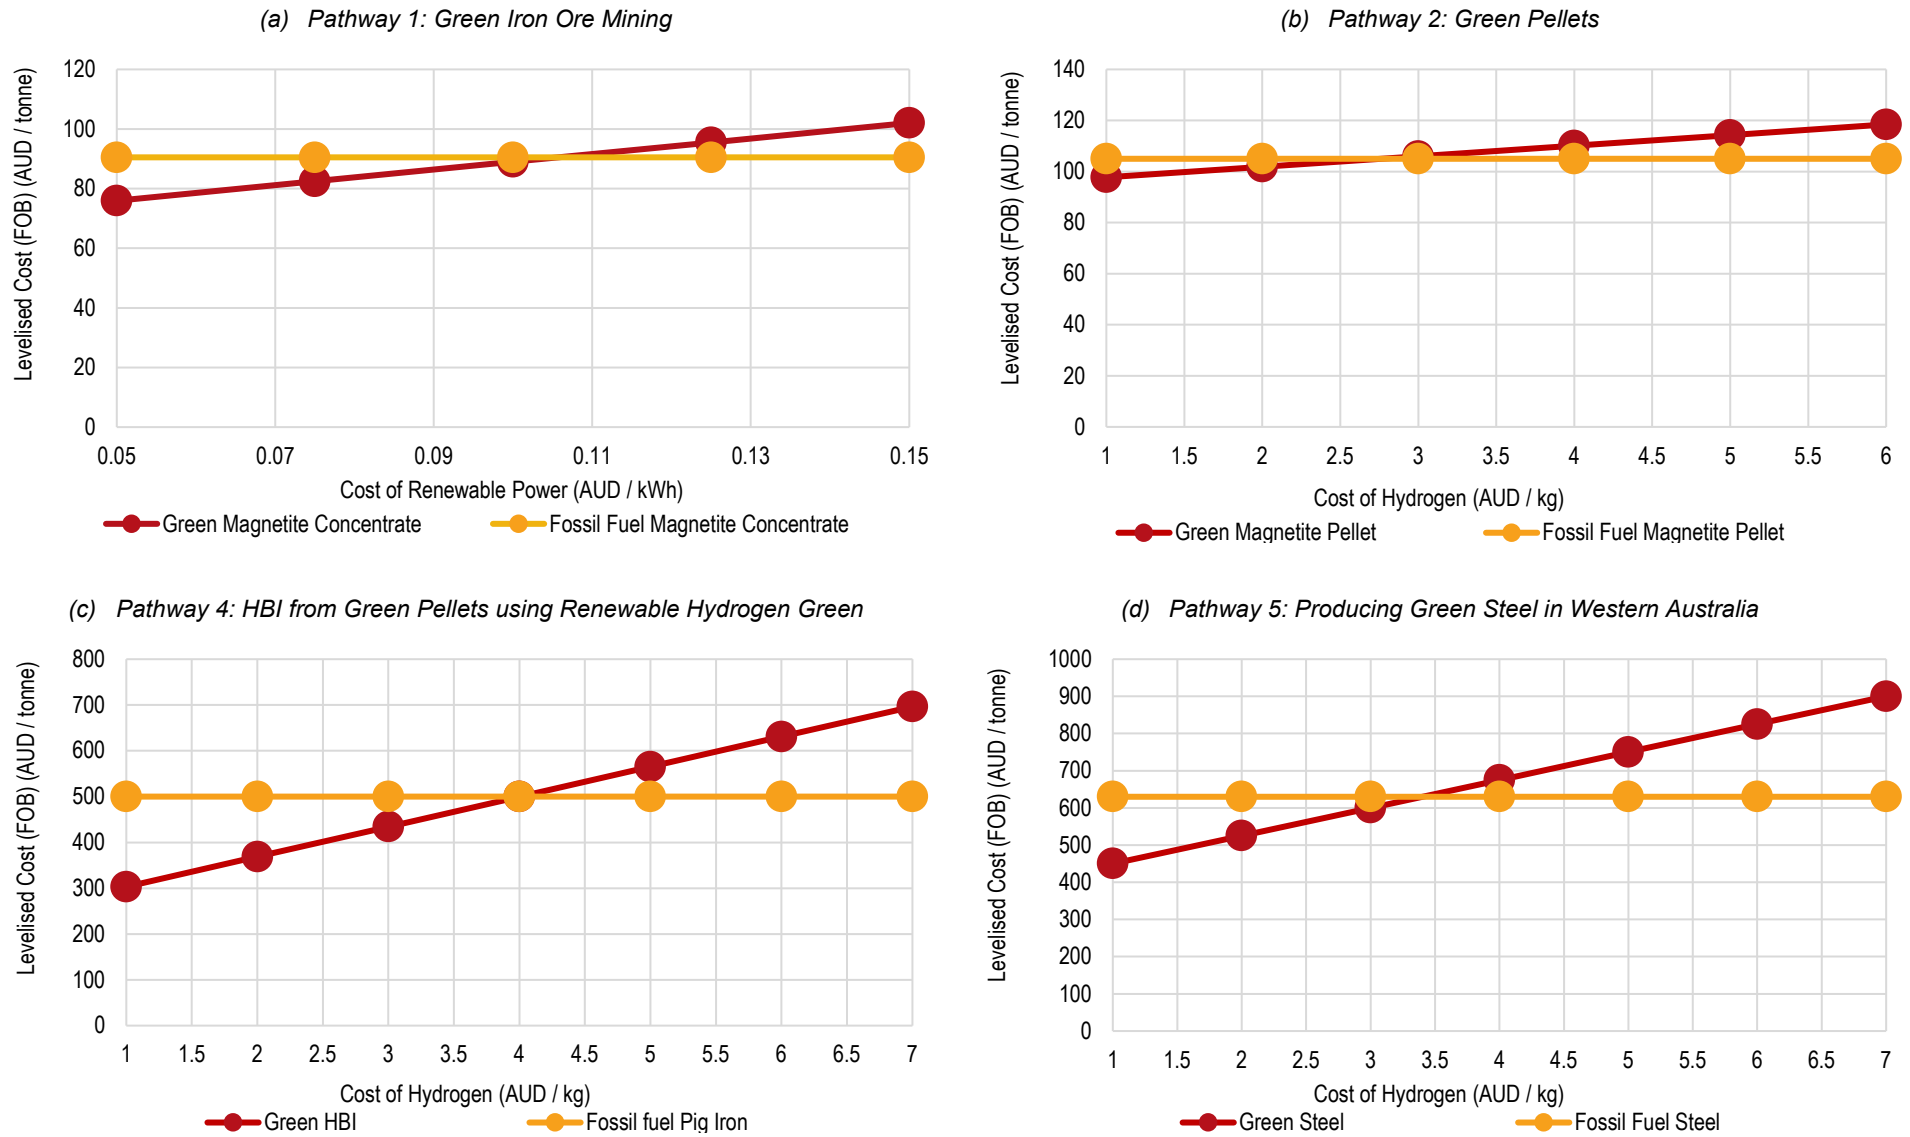 (a) Pathway 1: Green Iron Ore Mining
Levelised Cost (FOB) (AUD / tonne)
120
100
80
60
40
20
0
0.05 0.07 0.09 0.11 0.13 0.15
Cost of Renewable Power (AUD / kWh)
Green Magnetite Concentrate Fossil Fuel Magnetite Concentrate
(b) Pathway 2: Green Pellets
Levelised Cost (FOB) (AUD / tonne)
140
120
100
80
60
40
20
0
1 1.5 2 2.5 3 3.5 4 4.5 5 5.5 6
Cost of Hydrogen (AUD / kg)
Green Magnetite Pellet Fossil Fuel Magnetite Pellet
(c) Pathway 4: HBI from Green Pellets using Renewable Hydrogen Green
Levelised Cost (FOB) (AUD / tonne)
800
700
600
500
400
300
200
100
0
1 1.5 2 2.5 3 3.5 4 4.5 5 5.5 6 6.5 7
Cost of Hydrogen (AUD / kg)
Green HBI Fossil fuel Pig Iron
(d) Pathway 5: Producing Green Steel in Western Australia
Levelised Cost (FOB) (AUD / tonne)
1000
900
800
700
600
500
400
300
200
100
0
1 1.5 2 2.5 3 3.5 4 4.5 5 5.5 6 6.5 7
Cost of Hydrogen (AUD / kg)
Green Steel Fossil Fuel Steel